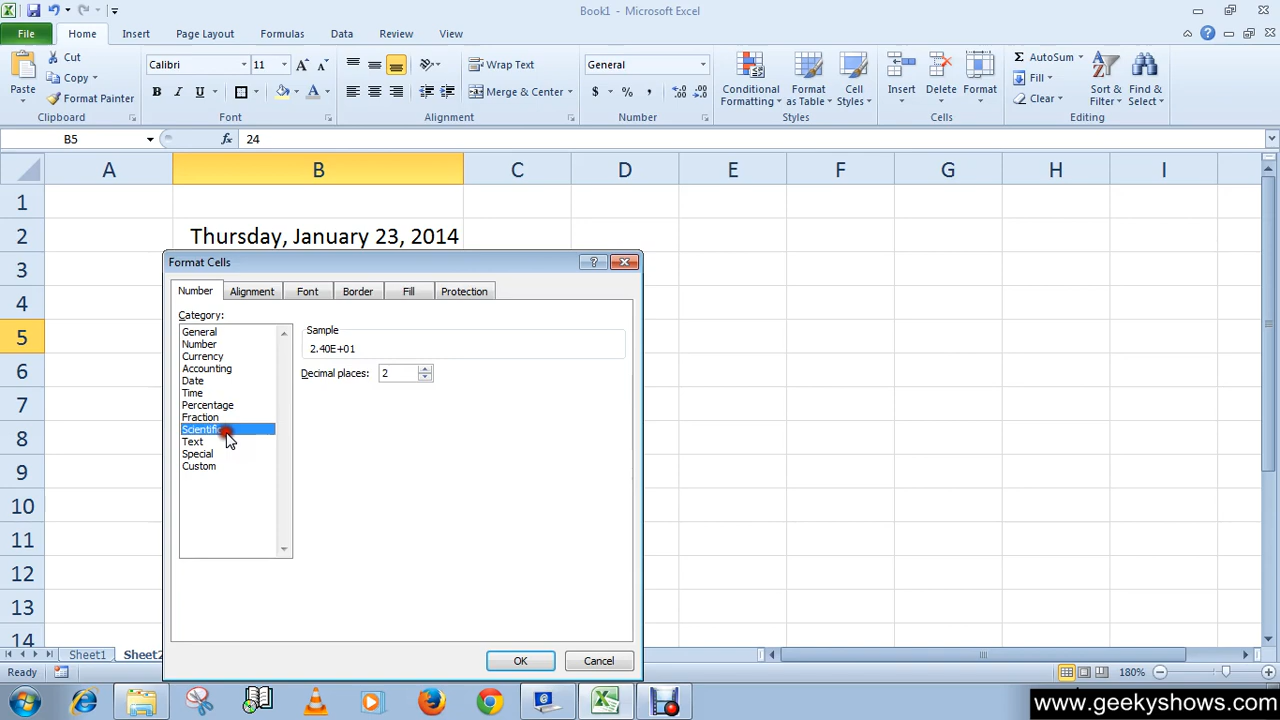 Book1 - Microsoft Excel
File Home Insert Page Layout Formulas Data Review View
Paste
Cut
Copy
Format Painter
Clipboard
Calibri 11
B I U
Font
Wrap Text
Merge & Center
Alignment
General
$ % ,
Number
Conditional Formatting
Format as Table
Cell Styles
Styles
Insert Delete Format
Cells
Σ AutoSum
Fill
Clear
Sort & Filter
Find & Select
Editing
B5 fx 24
A B C D E F G H I
1
2 Thursday, January 23, 2014
3
4
5
6
7
8
9
10
11
12
13
14
Format Cells
Number Alignment Font Border Fill Protection
Category:
General
Number
Currency
Accounting
Date
Time
Percentage
Fraction
Scientific
Text
Special
Custom
Sample
2.40E+01
Decimal places: 2
OK Cancel
Sheet1 Sheet2
Ready 180%
www.geekyshows.com